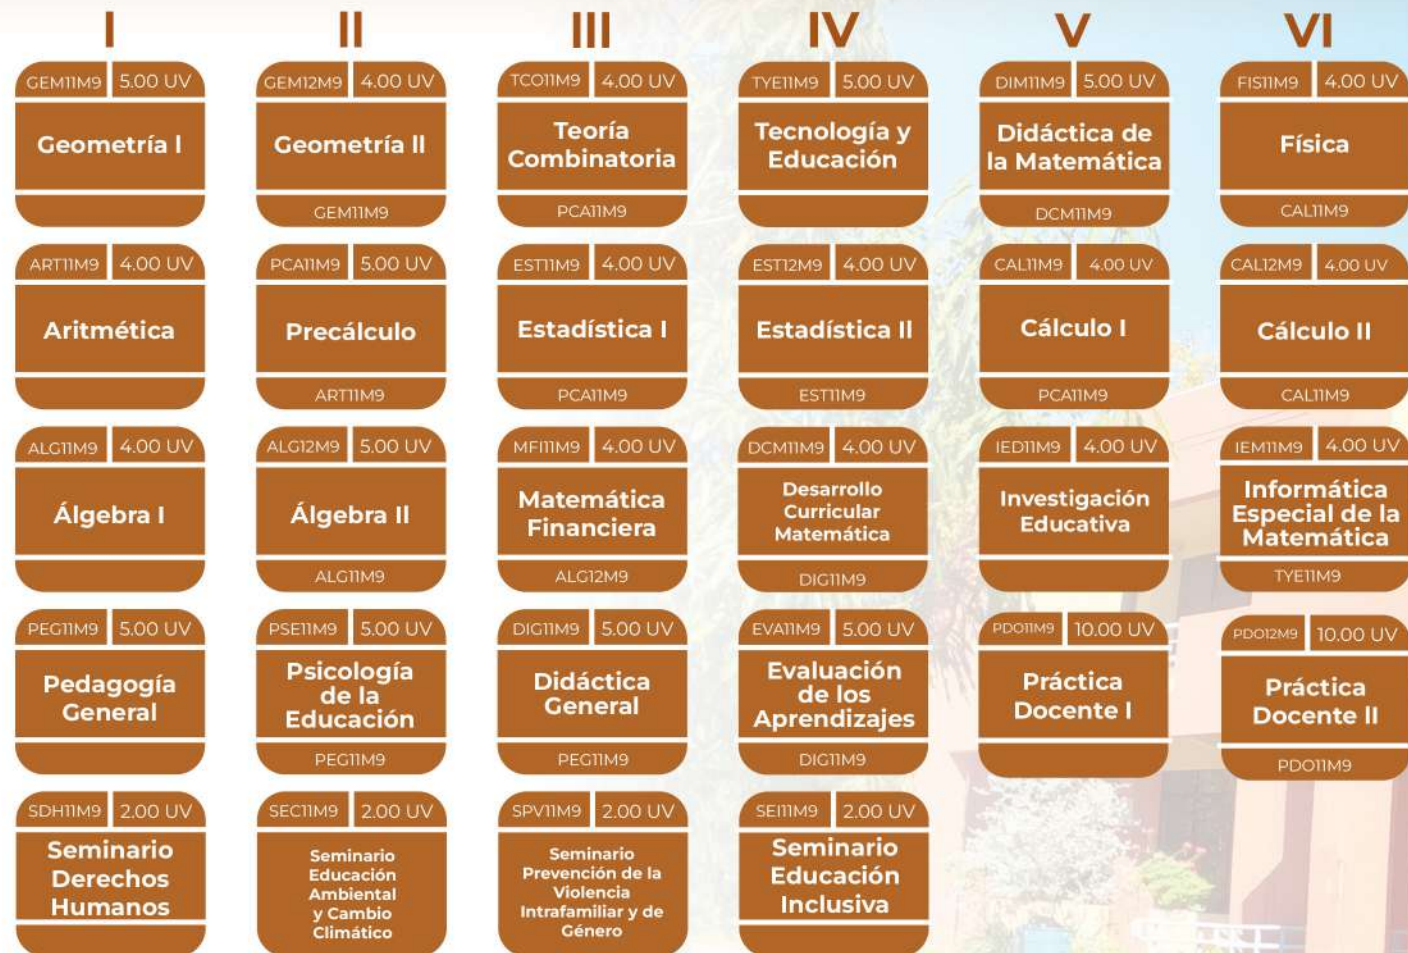 I II III IV V VI
GEM11M9 5.00 UV
Geometría I
GEM12M9 4.00 UV
Geometría II
GEM11M9
TCO11M9 4.00 UV
Teoría
Combinatoria
PCA11M9
TYE11M9 5.00 UV
Tecnología y
Educación
DIM11M9 5.00 UV
Didáctica de
la Matemática
DCM11M9
FIS11M9 4.00 UV
Física
CAL11M9
ART11M9 4.00 UV
Aritmética
PCA11M9 5.00 UV
Precálculo
ART11M9
EST11M9 4.00 UV
Estadística I
PCA11M9
EST12M9 4.00 UV
Estadística II
EST11M9
CAL11M9 4.00 UV
Cálculo I
PCA11M9
CAL12M9 4.00 UV
Cálculo II
CAL11M9
ALG11M9 4.00 UV
Álgebra I
ALG12M9 5.00 UV
Álgebra II
ALG11M9
MFI11M9 4.00 UV
Matemática
Financiera
ALG12M9
DCM11M9 4.00 UV
Desarrollo
Curricular
Matemática
DIG11M9
IED11M9 4.00 UV
Investigación
Educativa
IEM11M9 4.00 UV
Informática
Especial de la
Matemática
TYE11M9
PEG11M9 5.00 UV
Pedagogía
General
PSE11M9 5.00 UV
Psicología
de la
Educación
PEG11M9
DIG11M9 5.00 UV
Didáctica
General
PEG11M9
EVA11M9 5.00 UV
Evaluación
de los
Aprendizajes
DIG11M9
PDO11M9 10.00 UV
Práctica
Docente I
PDO12M9 10.00 UV
Práctica
Docente II
PDO11M9
SDH11M9 2.00 UV
Seminario
Derechos
Humanos
SEC11M9 2.00 UV
Seminario
Educación
Ambiental
y Cambio
Climático
SPV11M9 2.00 UV
Seminario
Prevención de la
Violencia
Intrafamiliar y de
Género
SEI11M9 2.00 UV
Seminario
Educación
Inclusiva